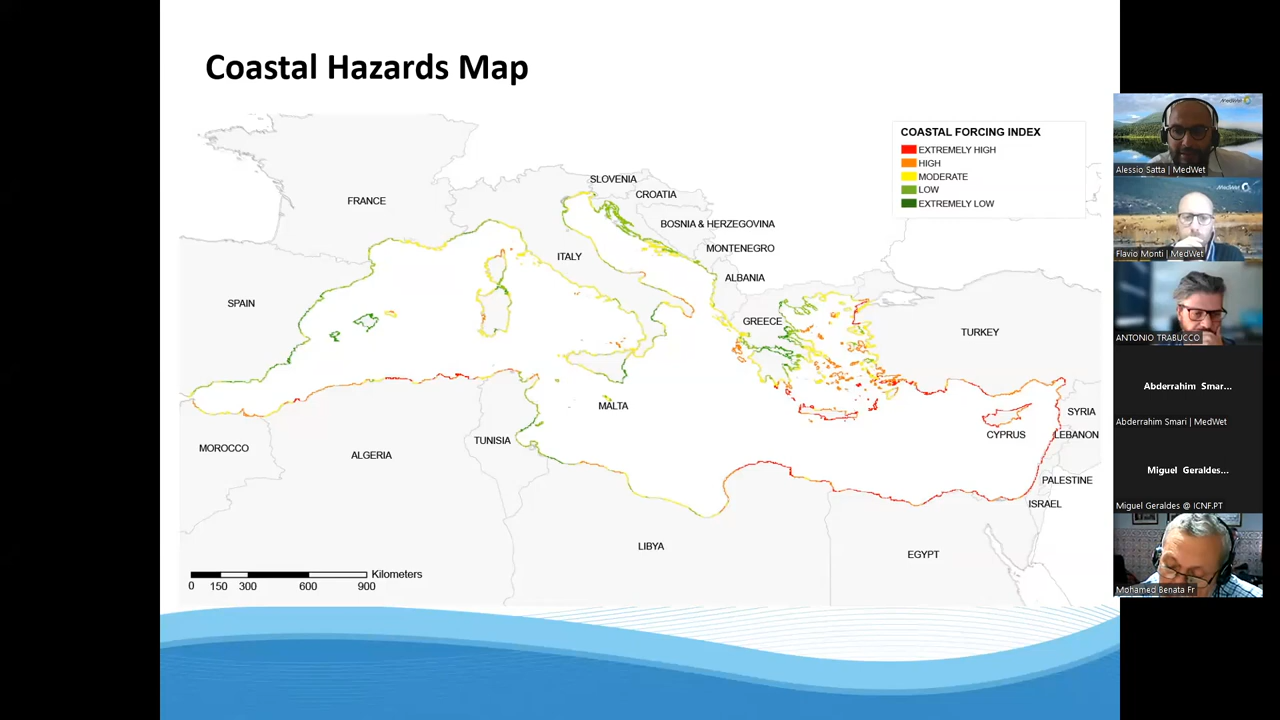 Coastal Hazards Map
COASTAL FORCING INDEX
EXTREMELY HIGH
HIGH
MODERATE
LOW
EXTREMELY LOW
SLOVENIA
CROATIA
FRANCE
BOSNIA & HERZEGOVINA
MONTENEGRO
ITALY
ALBANIA
SPAIN
GREECE
TURKEY
MALTA
SYRIA
CYPRUS
LEBANON
MOROCCO
TUNISIA
ALGERIA
PALESTINE
ISRAEL
LIBYA
EGYPT
Kilometers
0 150 300 600 900
MedWet
Alessio Satta | MedWet
MedWet
Flavio Monti | MedWet
ANTONIO TRABUCCO
Abderrahim Smar...
Abderrahim Smari | MedWet
Miguel Geraldes...
Miguel Geraldes @ ICNF.PT
Mohamed Benata Fr